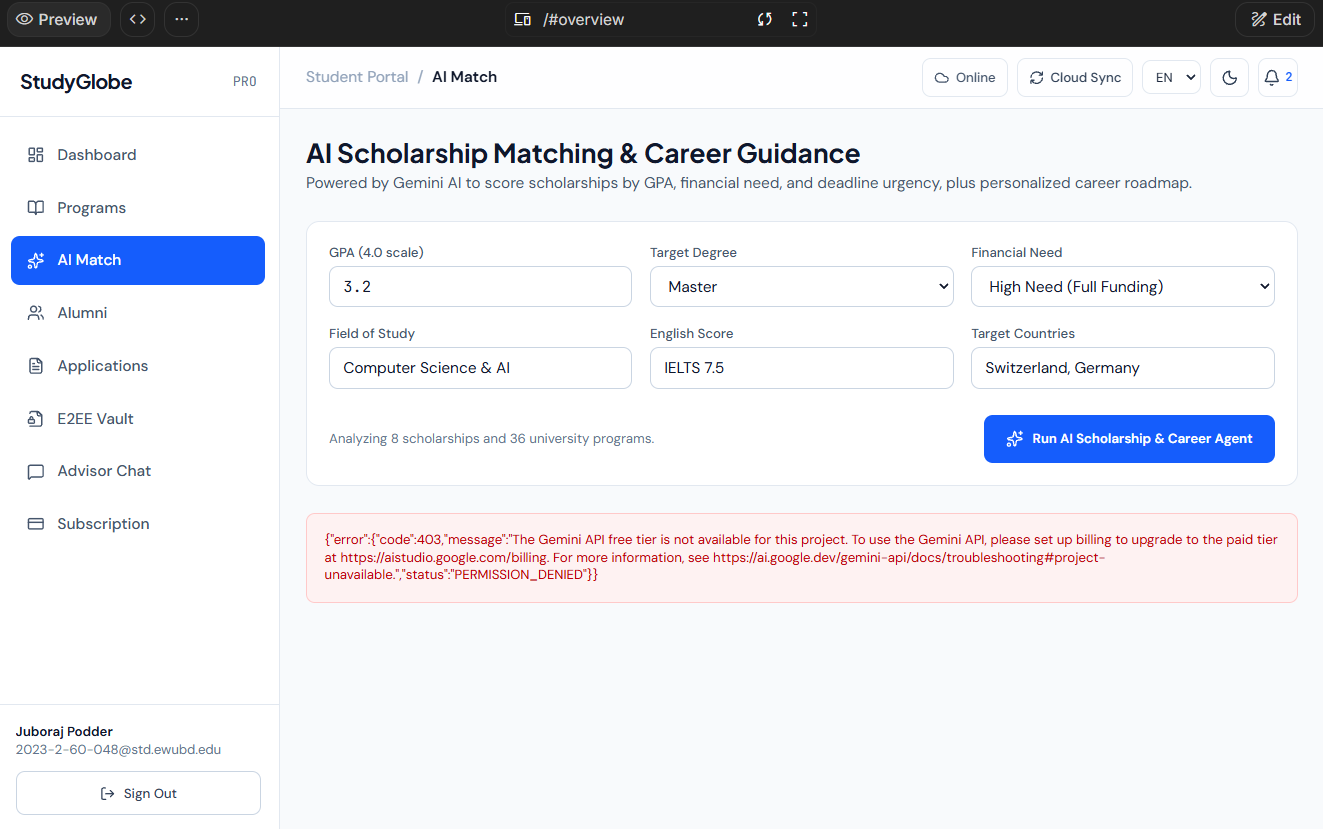 Preview
/#overview
Edit
StudyGlobe
PRO
Student Portal / AI Match
Online
Cloud Sync
EN
2
Dashboard
Programs
AI Match
Alumni
Applications
E2EE Vault
Advisor Chat
Subscription
AI Scholarship Matching & Career Guidance
Powered by Gemini AI to score scholarships by GPA, financial need, and deadline urgency, plus personalized career roadmap.
GPA (4.0 scale)
3.2
Target Degree
Master
Financial Need
High Need (Full Funding)
Field of Study
Computer Science & AI
English Score
IELTS 7.5
Target Countries
Switzerland, Germany
Analyzing 8 scholarships and 36 university programs.
Run AI Scholarship & Career Agent
{"error":{"code":403,"message":"The Gemini API free tier is not available for this project. To use the Gemini API, please set up billing to upgrade to the paid tier
at https://aistudio.google.com/billing. For more information, see https://ai.google.dev/gemini-api/docs/troubleshooting#project-
unavailable.","status":"PERMISSION_DENIED"}}
Juboraj Podder
2023-2-60-048@std.ewubd.edu
Sign Out